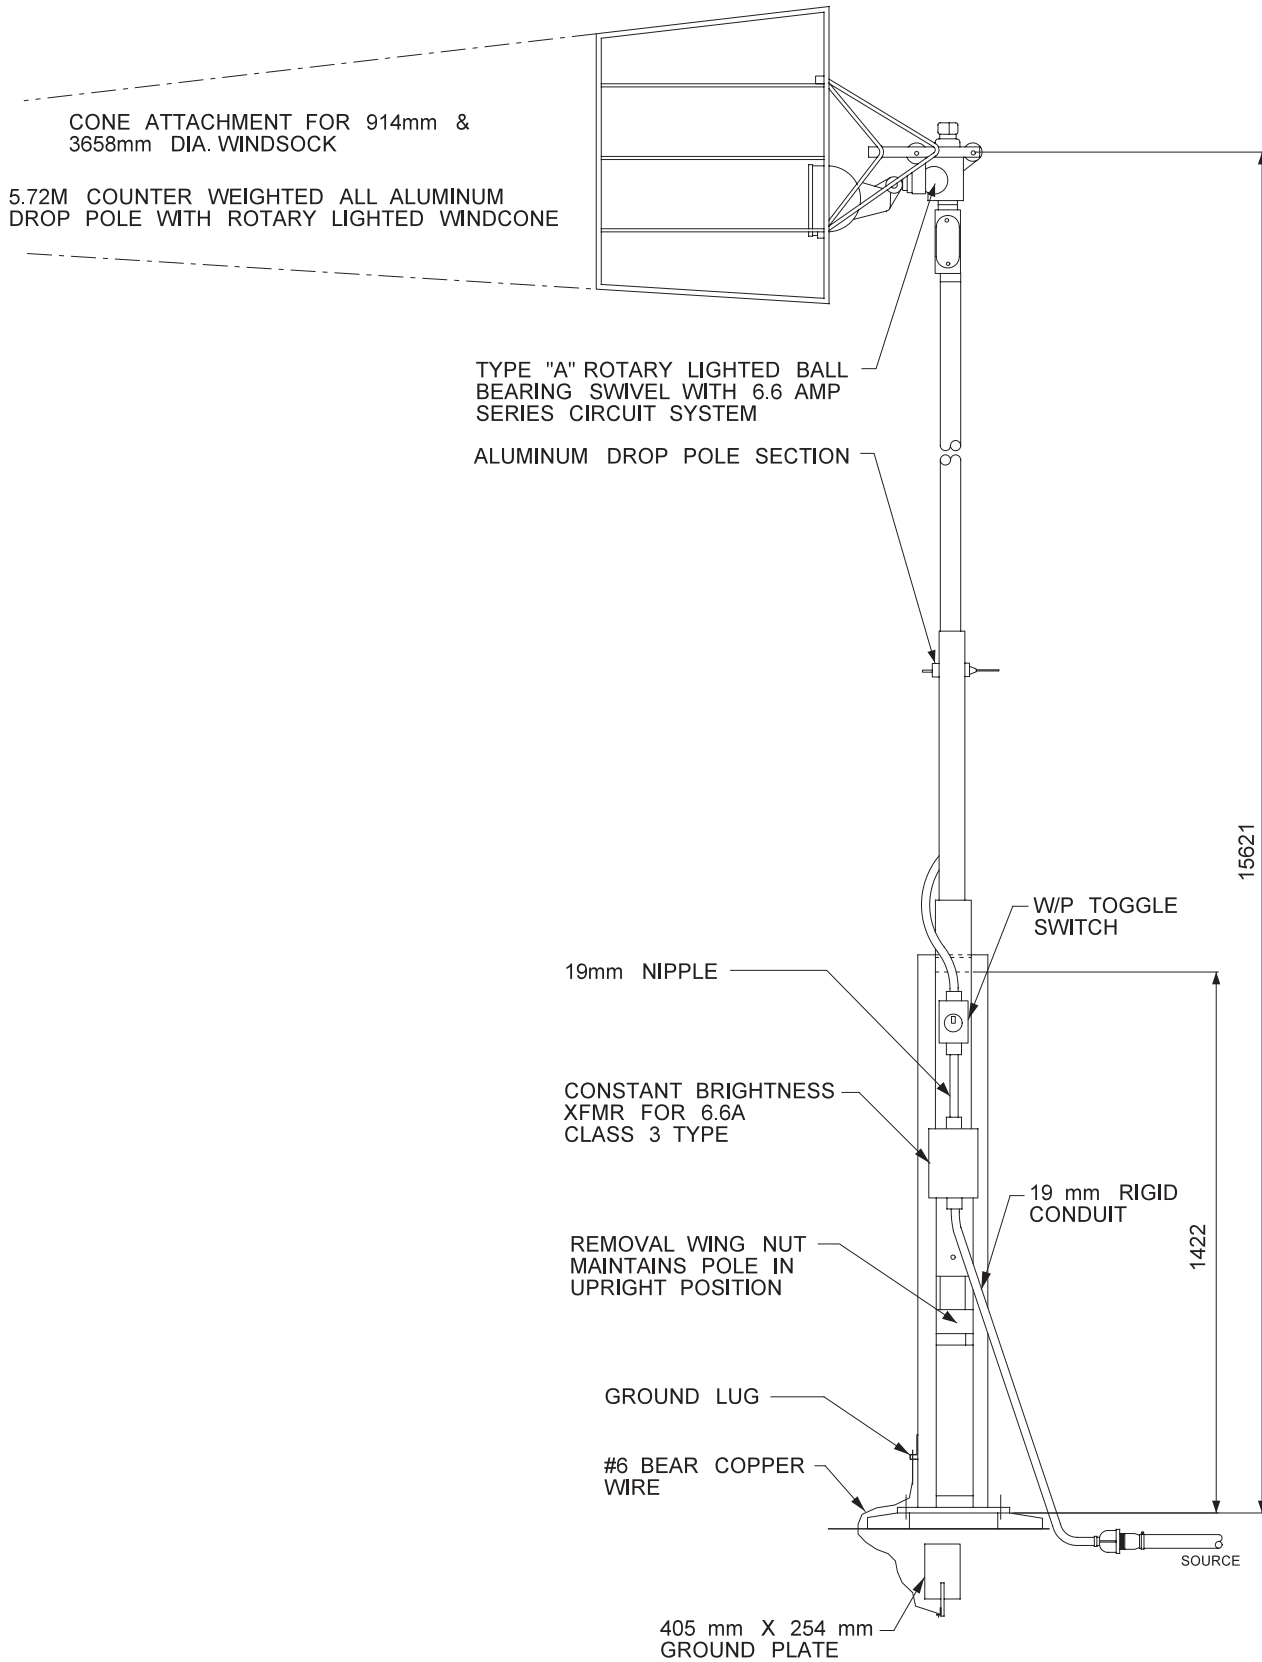 CONE ATTACHMENT FOR 914mm &
3658mm DIA. WINDSOCK
5.72M COUNTER WEIGHTED ALL ALUMINUM
DROP POLE WITH ROTARY LIGHTED WINDCONE
TYPE "A" ROTARY LIGHTED BALL
BEARING SWIVEL WITH 6.6 AMP
SERIES CIRCUIT SYSTEM
ALUMINUM DROP POLE SECTION
15621
W/P TOGGLE
SWITCH
19mm NIPPLE
CONSTANT BRIGHTNESS
XFMR FOR 6.6A
CLASS 3 TYPE
19 mm RIGID
CONDUIT
1422
REMOVAL WING NUT
MAINTAINS POLE IN
UPRIGHT POSITION
GROUND LUG
#6 BEAR COPPER
WIRE
SOURCE
405 mm X 254 mm
GROUND PLATE